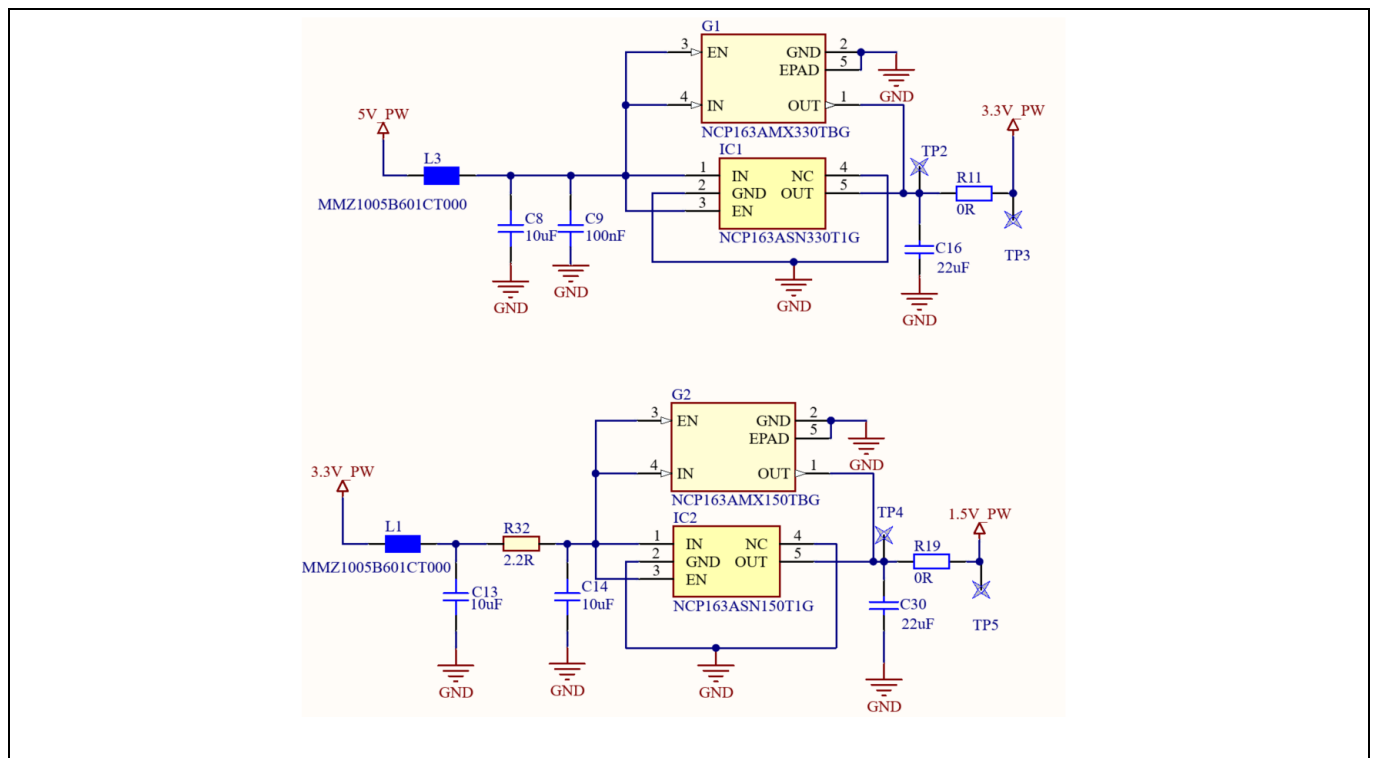 G1
3 EN GND 2
EPAD 5
GND
4 IN OUT 1
5V_PW
3.3V_PW
NCP163AMX330TBG
IC1
TP2
L3
1 IN NC 4
2 GND OUT 5
3 EN
R11
0R
MMZ1005B601CT000
C8
10uF
C9
100nF
NCP163ASN330T1G
C16
22uF
TP3
GND
GND
GND
GND
G2
3 EN GND 2
EPAD 5
GND
4 IN OUT 1
3.3V_PW
NCP163AMX150TBG
IC2
TP4
1.5V_PW
L1
R32
2.2R
1 IN NC 4
2 GND OUT 5
3 EN
R19
0R
MMZ1005B601CT000
C13
10uF
C14
10uF
NCP163ASN150T1G
C30
22uF
TP5
GND
GND
GND
GND